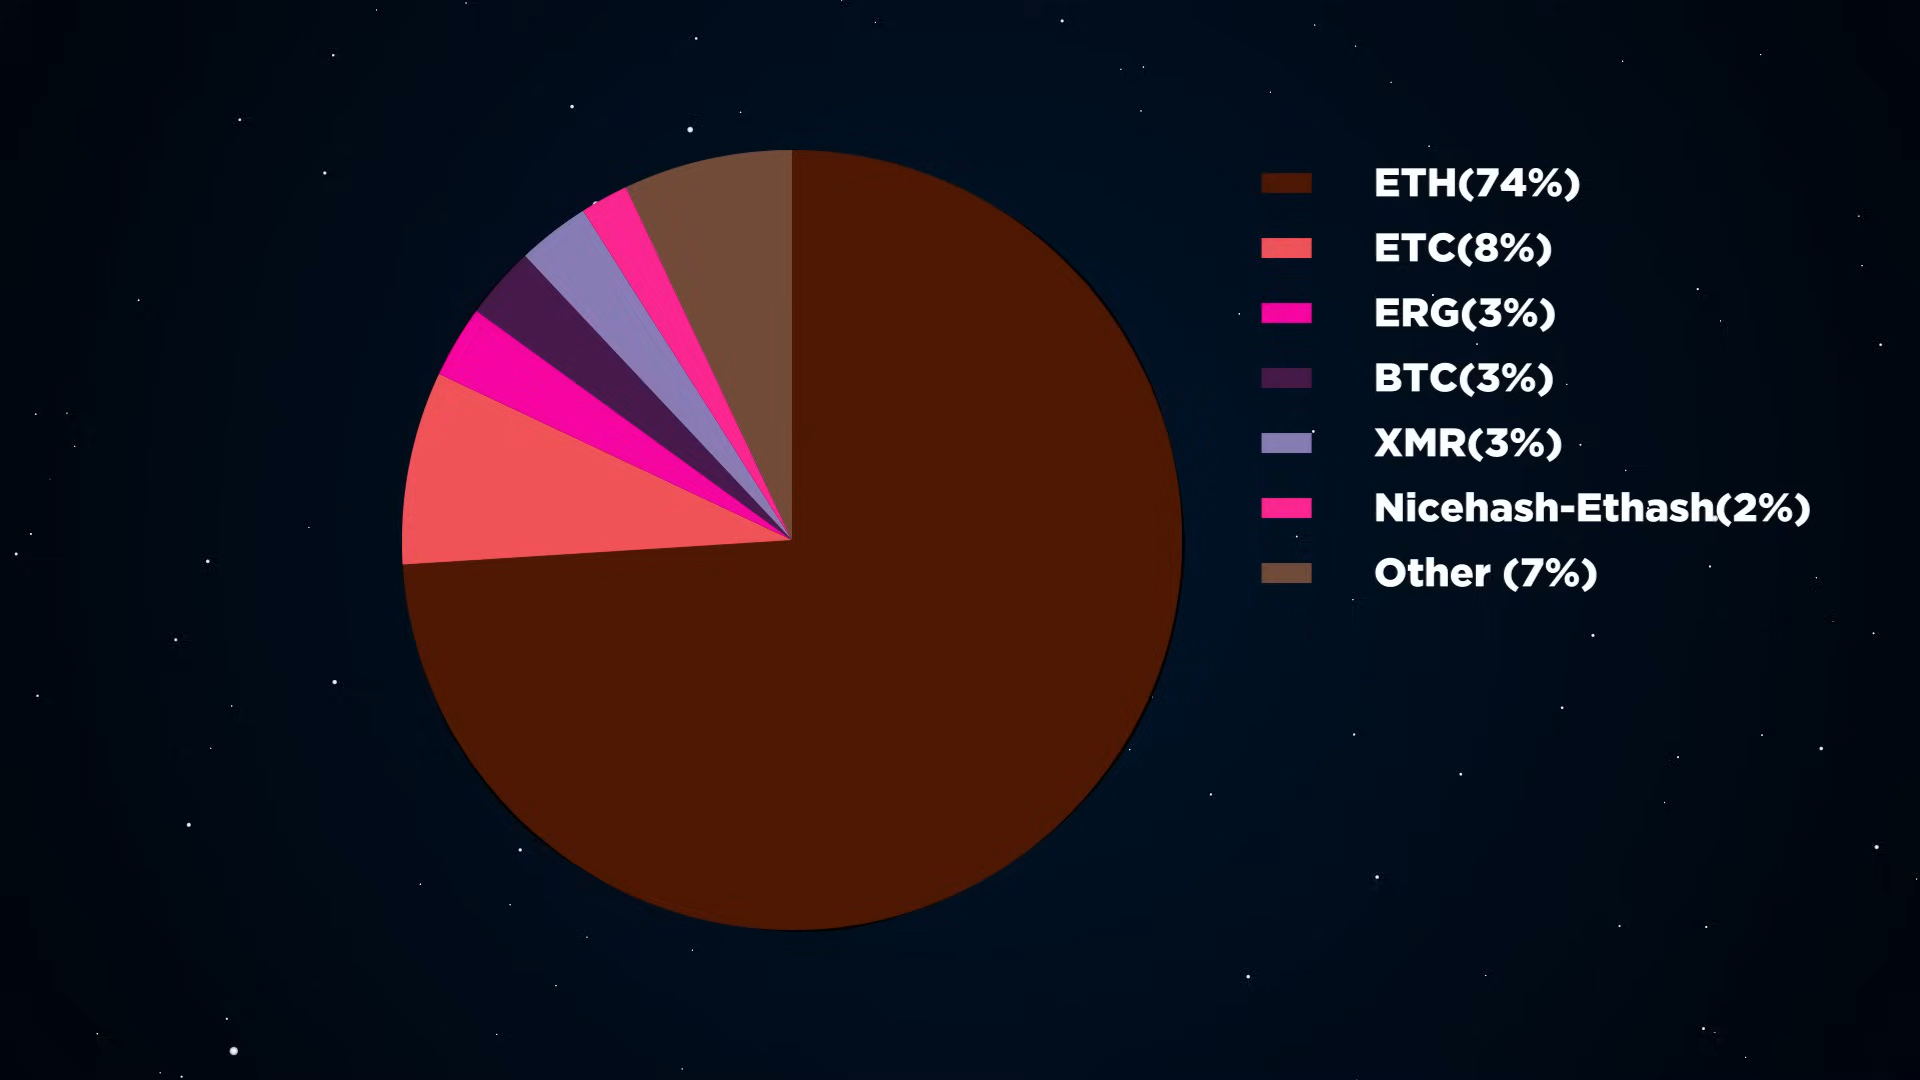 ETH(74%)
ETC(8%)
ERG(3%)
BTC(3%)
XMR(3%)
Nicehash-Ethash(2%)
Other (7%)